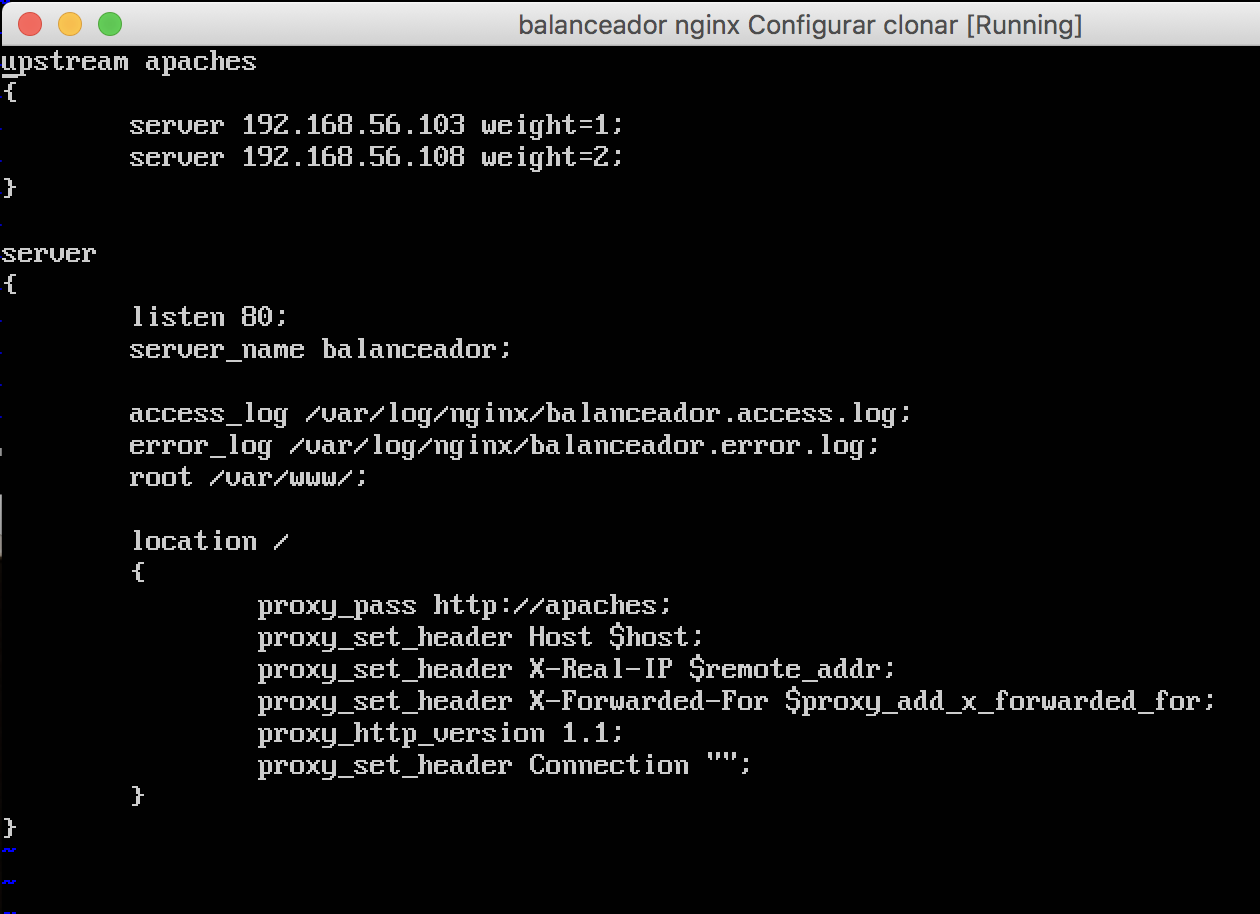 balanceador nginx Configurar clonar [Running]
upstream apaches
{
        server 192.168.56.103 weight=1;
        server 192.168.56.108 weight=2;
}

server
{
        listen 80;
        server_name balanceador;

        access_log /var/log/nginx/balanceador.access.log;
        error_log /var/log/nginx/balanceador.error.log;
        root /var/www/;

        location /
        {
                proxy_pass http://apaches;
                proxy_set_header Host $host;
                proxy_set_header X-Real-IP $remote_addr;
                proxy_set_header X-Forwarded-For $proxy_add_x_forwarded_for;
                proxy_http_version 1.1;
                proxy_set_header Connection "";
        }
}
~
~
~